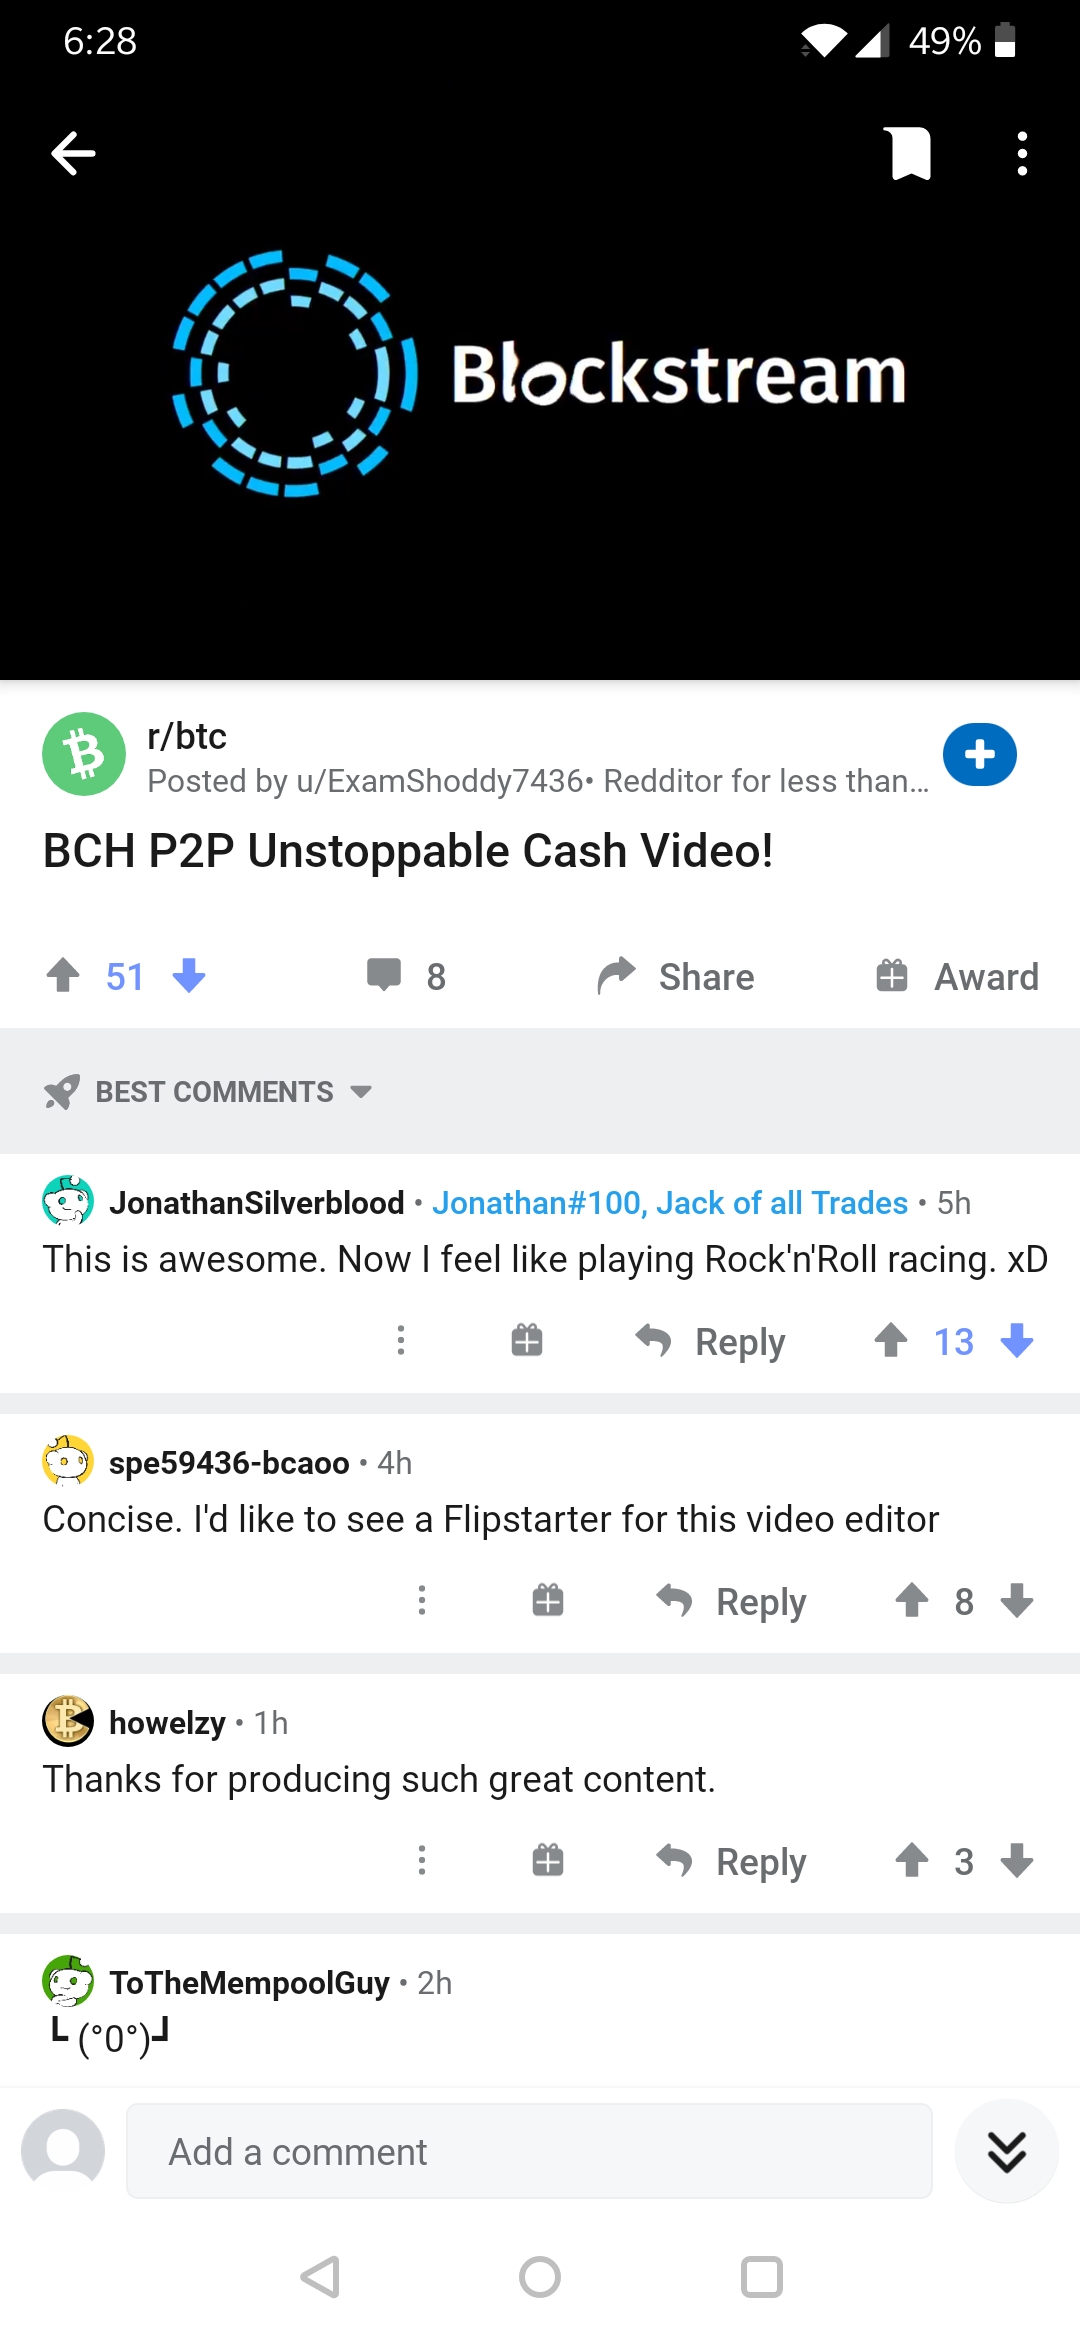 6:28
49%
Blockstream
r/btc
Posted by u/ExamShoddy7436• Redditor for less than...
BCH P2P Unstoppable Cash Video!
51
8
Share
Award
BEST COMMENTS
JonathanSilverblood • Jonathan#100, Jack of all Trades • 5h
This is awesome. Now I feel like playing Rock'n'Roll racing. xD
Reply
13
spe59436-bcaoo • 4h
Concise. I'd like to see a Flipstarter for this video editor
Reply
8
howelzy • 1h
Thanks for producing such great content.
Reply
3
ToTheMempoolGuy • 2h
┗ (°0°)┛
Add a comment